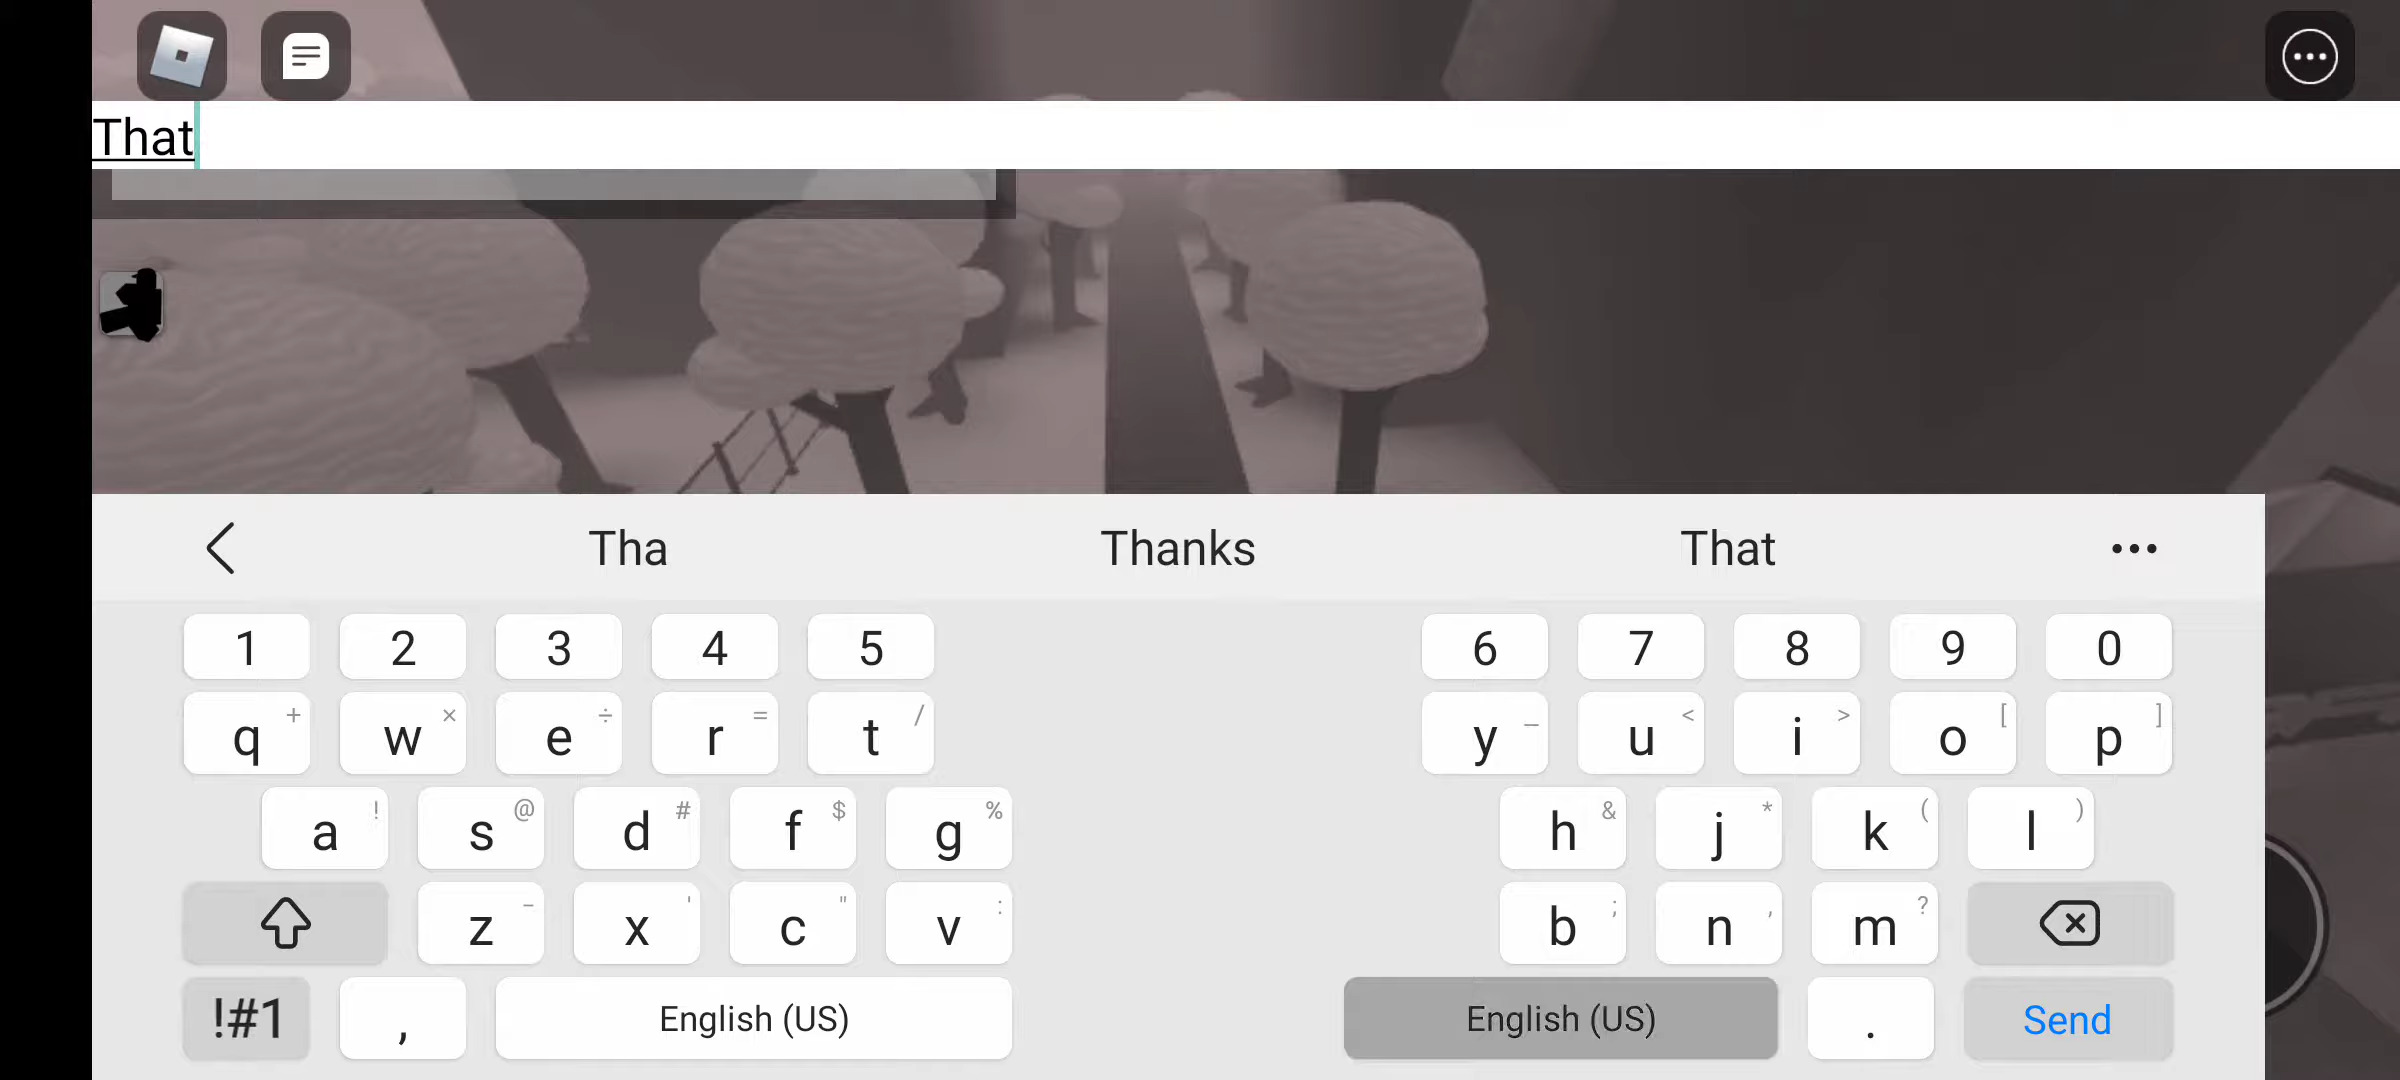 That
Tha Thanks That
1 2 3 4 5 6 7 8 9 0
q + w × e ÷ r = t / y _ u < i > o [ p ]
a ! s @ d # f $ g % h & j * k ( l )
z - x ' c " v : b ; n , m ?
!#1 , English (US) English (US) . Send